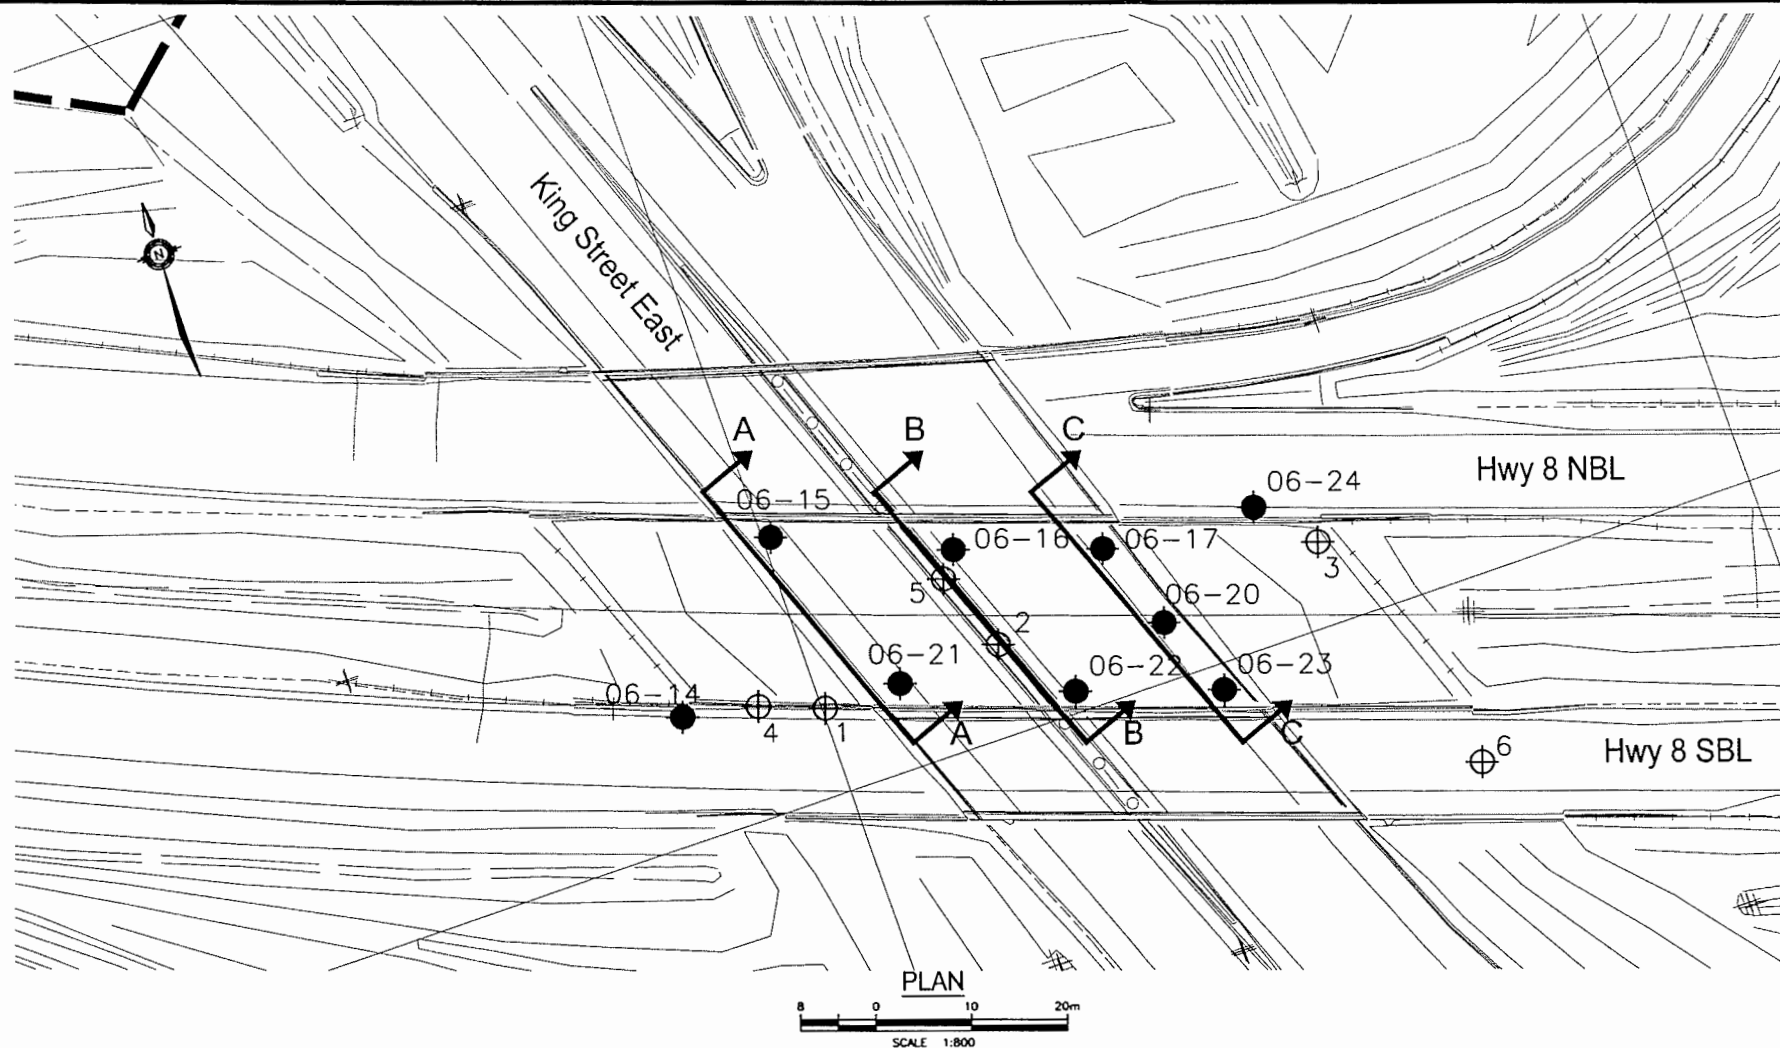 King Street East
N
A
B
C
Hwy 8 NBL
06-24
06-15
06-16
06-17
3
5
06-20
2
06-21
06-22
06-23
06-14
4
1
A
B
C
6
Hwy 8 SBL
PLAN
8 0 10 20m
SCALE 1:800